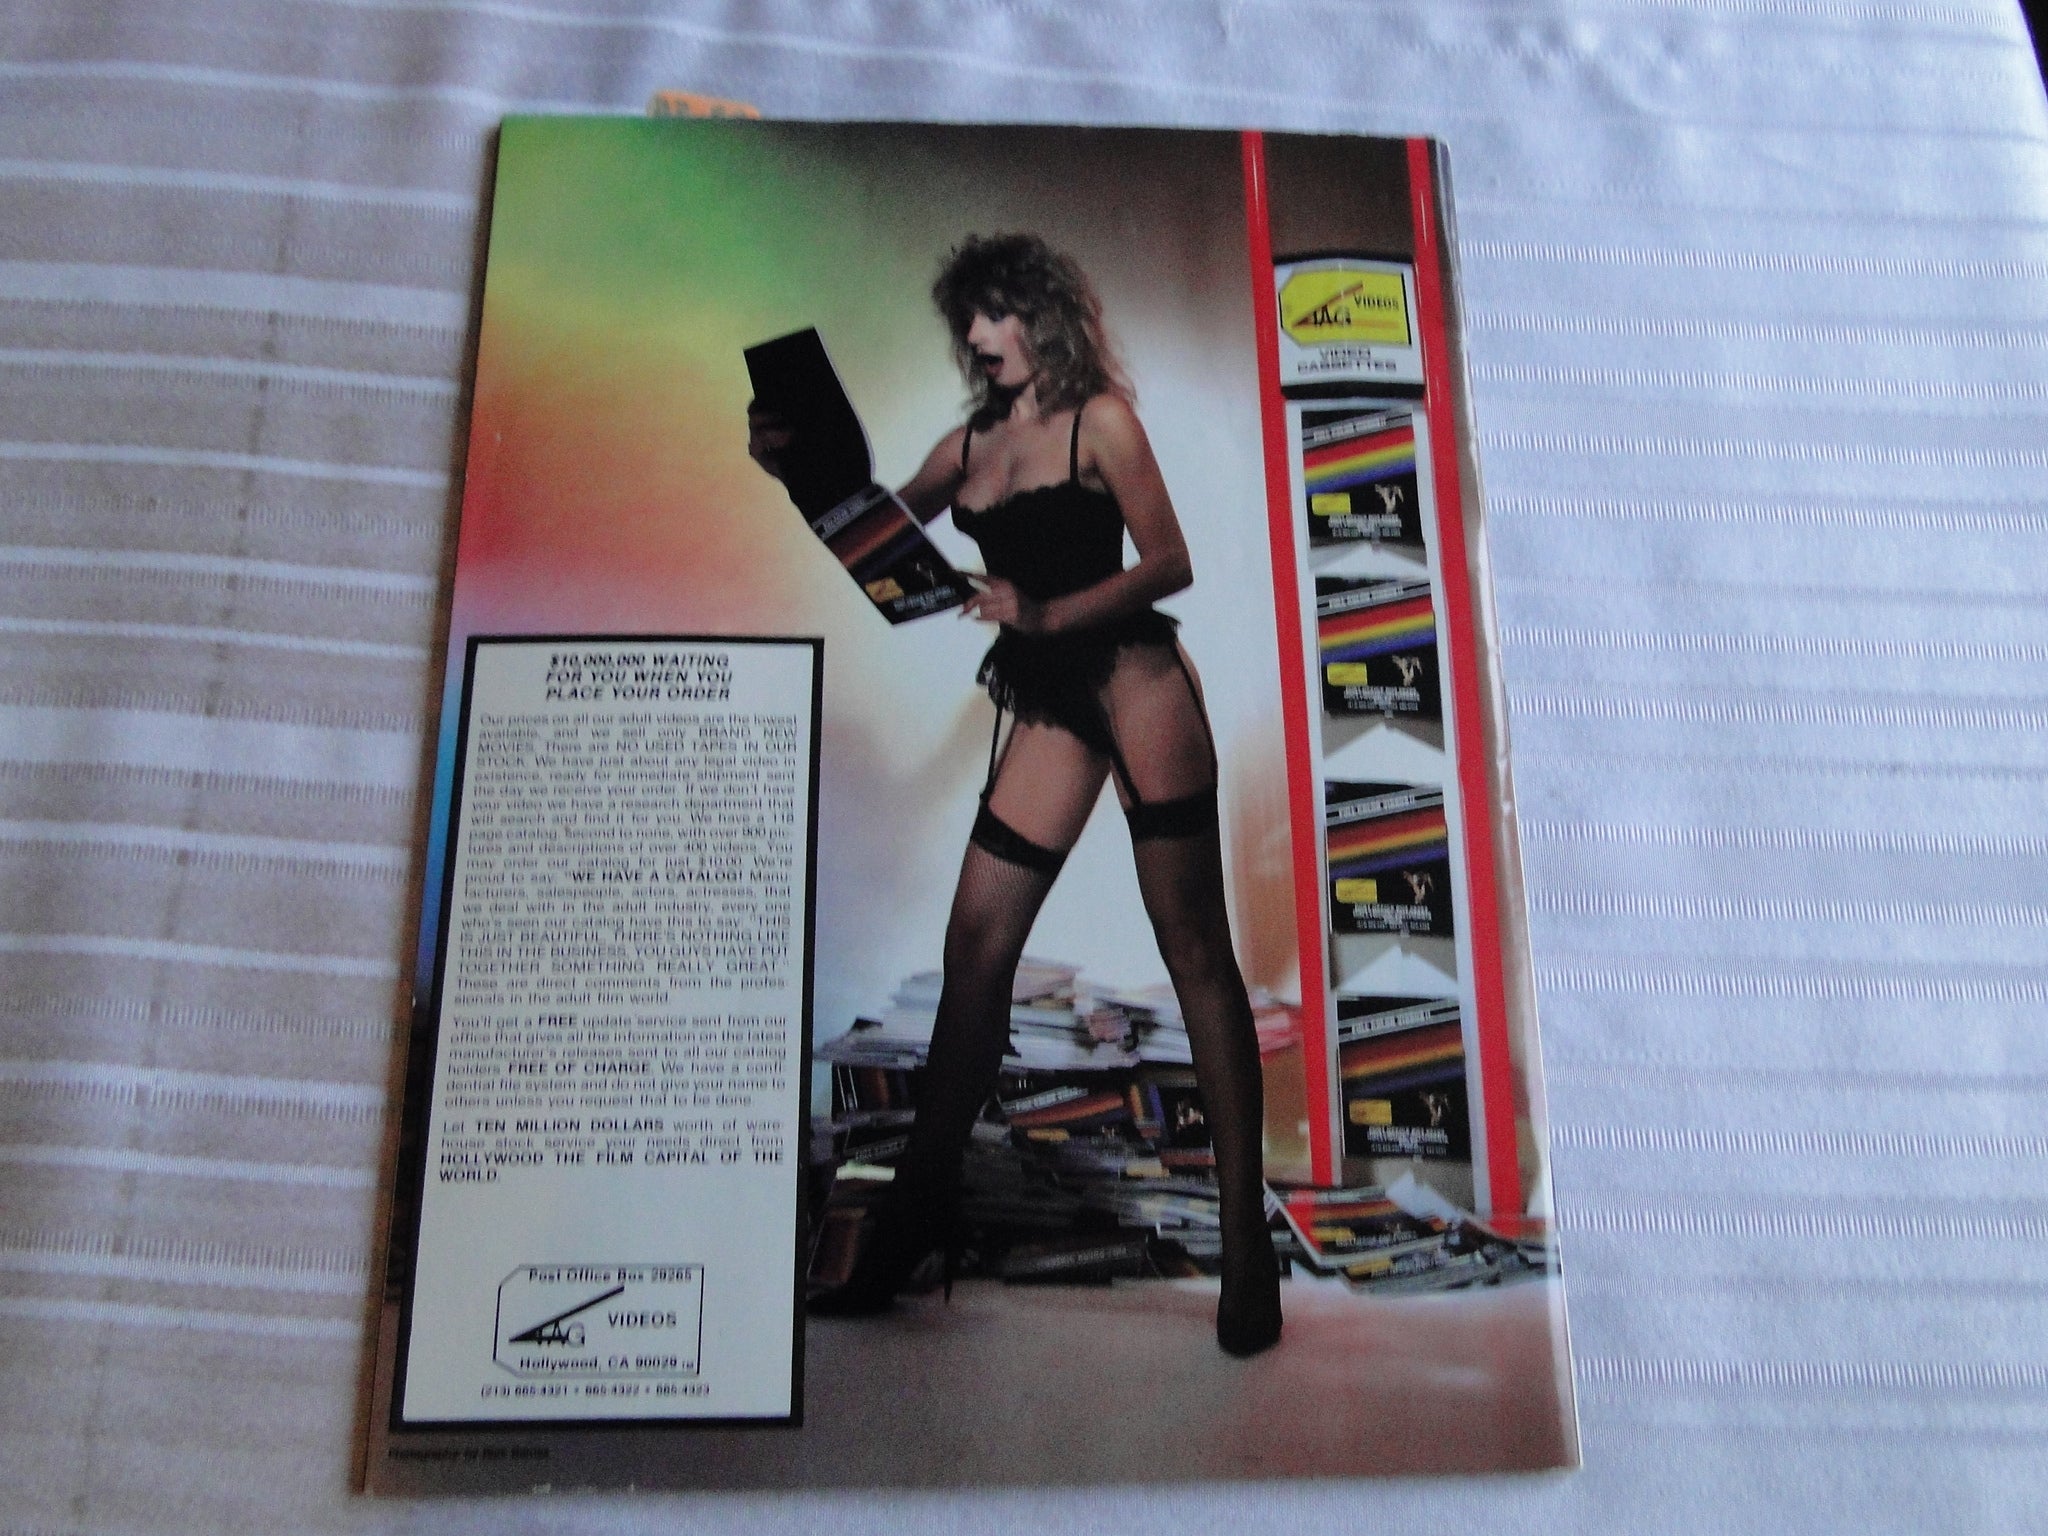 $10,000,000 WAITING
FOR YOU WHEN YOU
PLACE YOUR ORDER
Our prices on all our adult videos are the lowest
available, and we sell only BRAND NEW
MOVIES. There are NO USED TAPES IN OUR
STOCK. We have just about any legal video in
existence, ready for immediate shipment sent
the day we receive your order. If we don't have
your video we have a research department that
will search and find it for you. We have a 118
page catalog, second to none, with over 900 pic-
tures and descriptions of over 400 videos. You
may order our catalog for just $10.00. We're
proud to say: "WE HAVE A CATALOG! Manu-
facturers, salespeople, actors, actresses, that
we deal with in the adult industry, every one
who's seen our catalog have this to say: "THIS
IS JUST BEAUTIFUL, THERE'S NOTHING LIKE
THIS IN THE BUSINESS, YOU GUYS HAVE PUT
TOGETHER SOMETHING REALLY GREAT."
These are direct comments from the profes-
sionals in the adult film world.
You'll get a FREE update service sent from our
office that gives all the information on the latest
manufacturer's releases sent to all our catalog
holders FREE OF CHARGE. We have a confi-
dential file system and do not give your name to
others unless you request that to be done.
Let TEN MILLION DOLLARS worth of ware-
house stock service your needs direct from
HOLLYWOOD THE FILM CAPITAL OF THE
WORLD.
Post Office Box 29265
TAG VIDEOS
Hollywood, CA 90029 TM
(213) 665-4321 • 665-4322 • 665-4323
Photography by
TAG VIDEOS
VIDEO
CASSETTES